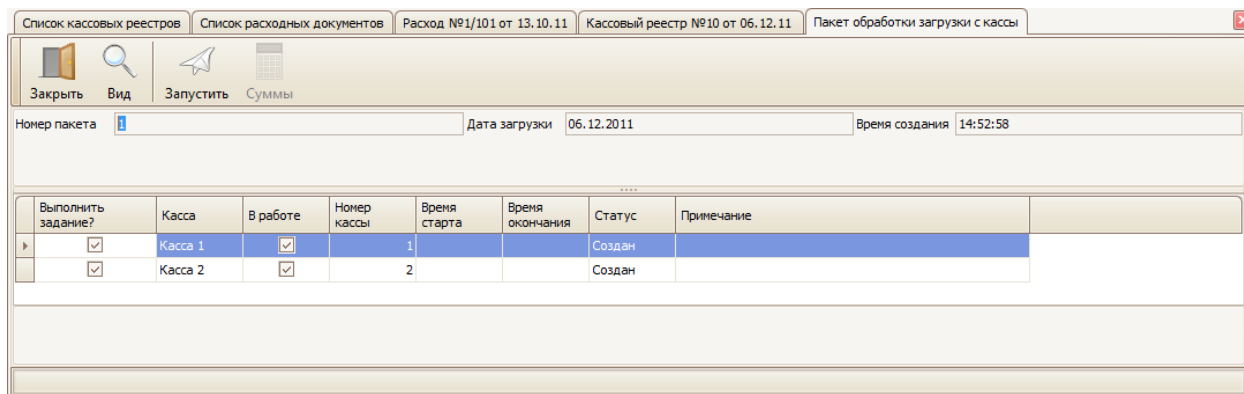 Список кассовых реестров Список расходных документов Расход №1/101 от 13.10.11 Кассовый реестр №10 от 06.12.11 Пакет обработки загрузки с кассы
Закрыть Вид Запустить Суммы
Номер пакета 1 Дата загрузки 06.12.2011 Время создания 14:52:58
Выполнить задание? Касса В работе Номер кассы Время старта Время окончания Статус Примечание
Касса 1 1 Создан
Касса 2 2 Создан